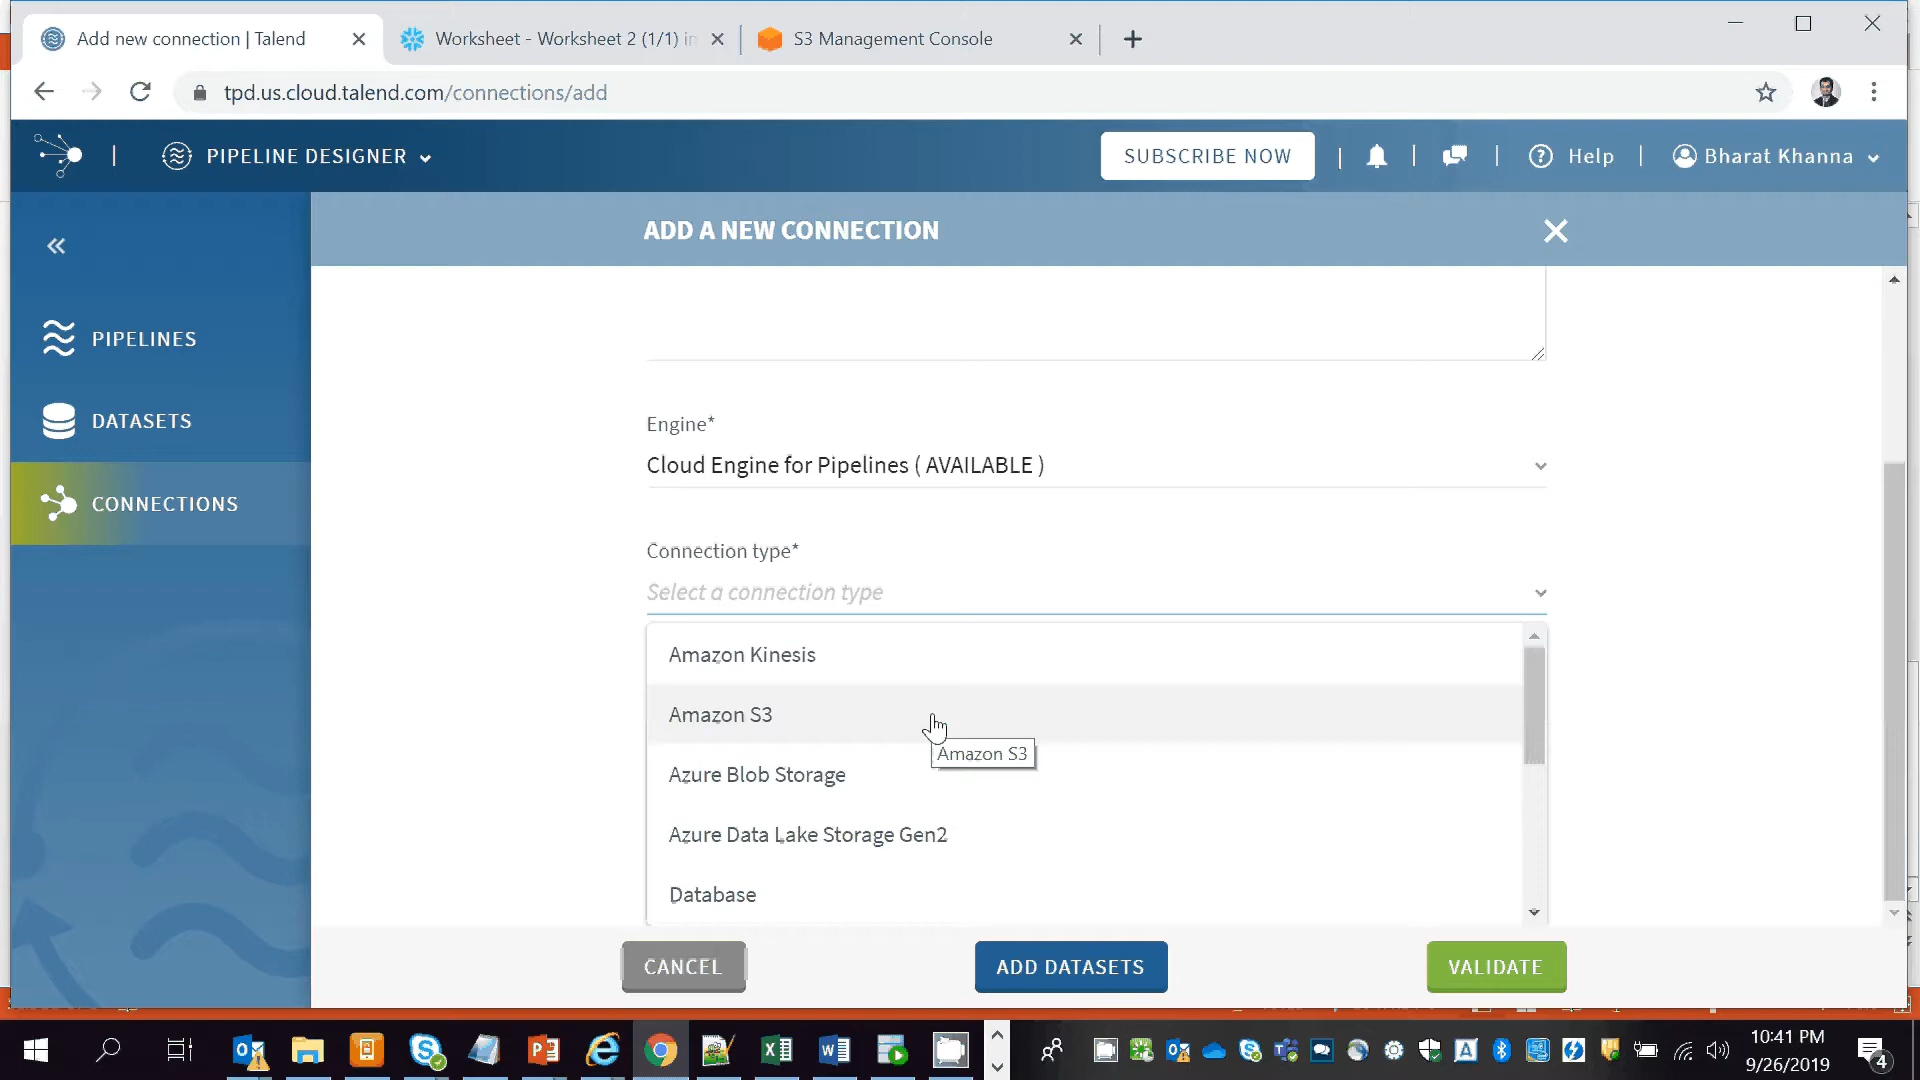 Add new connection | Talend
Worksheet - Worksheet 2 (1/1) in
S3 Management Console
tpd.us.cloud.talend.com/connections/add
PIPELINE DESIGNER
SUBSCRIBE NOW
Help
Bharat Khanna
ADD A NEW CONNECTION
PIPELINES
DATASETS
CONNECTIONS
Engine*
Cloud Engine for Pipelines ( AVAILABLE )
Connection type*
Select a connection type
Amazon Kinesis
Amazon S3
Amazon S3
Azure Blob Storage
Azure Data Lake Storage Gen2
Database
CANCEL
ADD DATASETS
VALIDATE
10:41 PM
9/26/2019
4